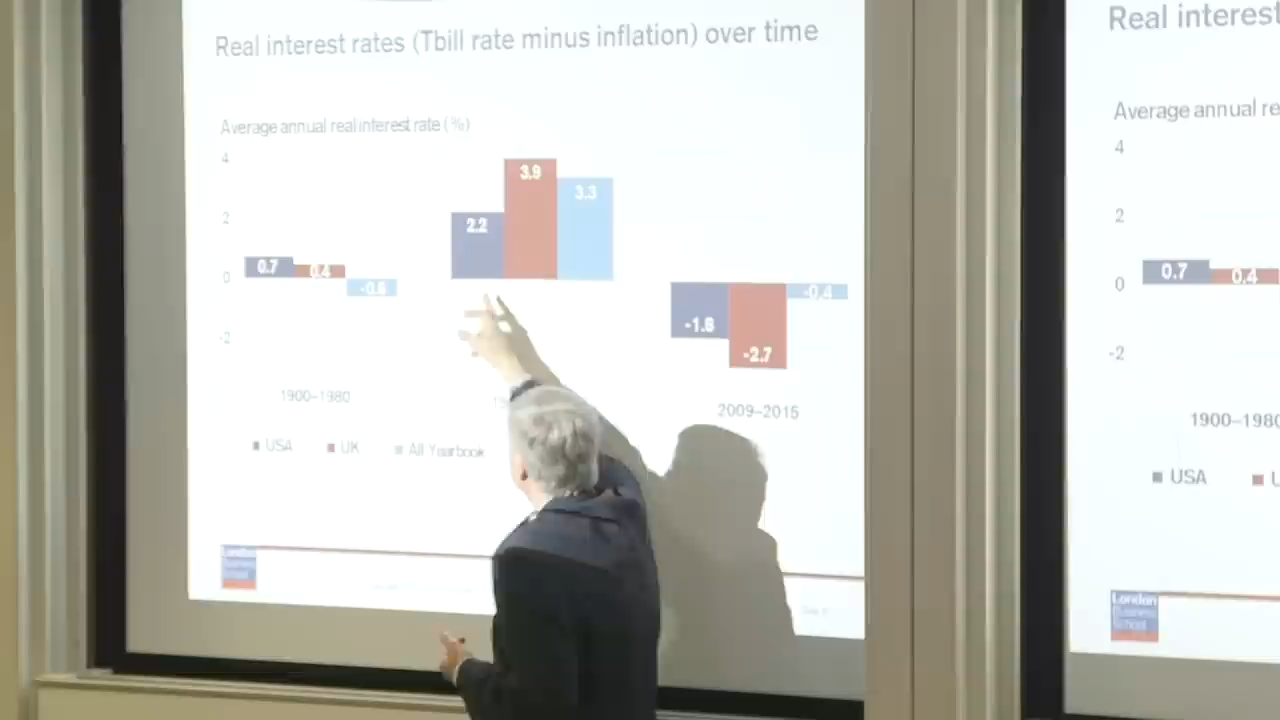 Real interest rates (Tbill rate minus inflation) over time
Average annual real interest rate (%)
4
2
0
-2
0.7
0.4
2.2
3.9
3.3
-1.8
-2.7
-0.4
1900–1980
2009–2015
USA
UK
All Yearbook
London
Business
School
Real interest
Average annual re
4
2
0
-2
0.7
0.4
1900–1980
USA
U
London
Business
School